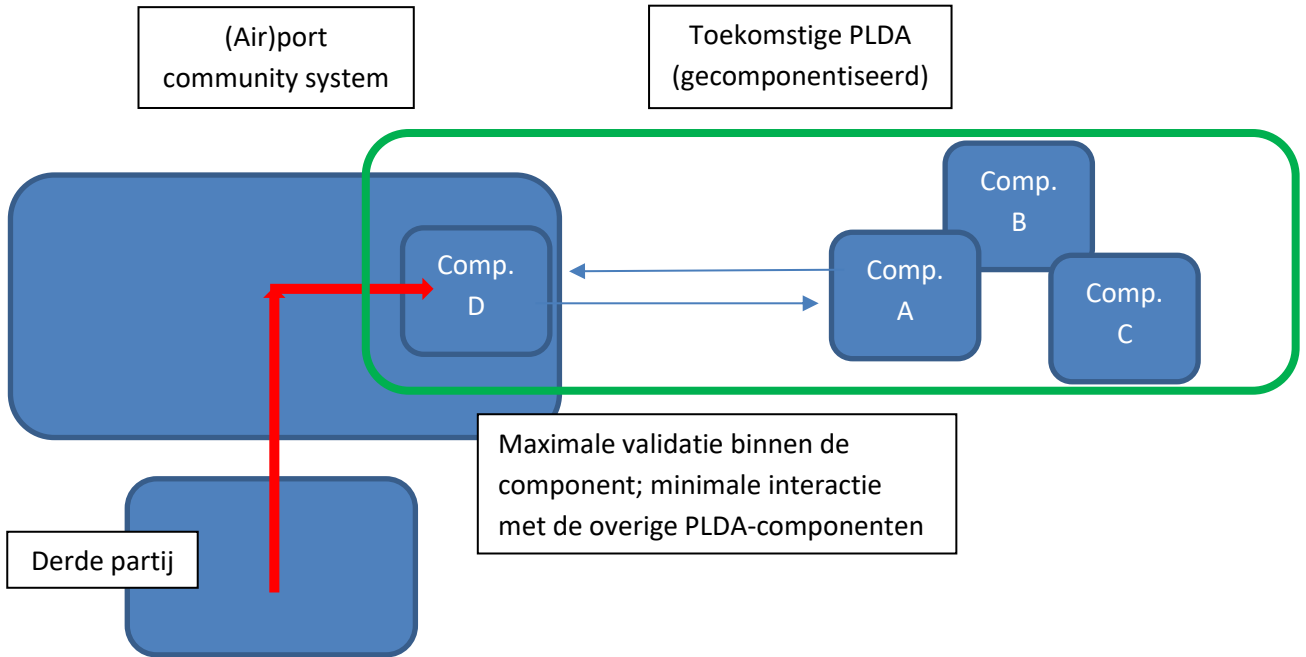 (Air)port
community system
Toekomstige PLDA
(gecomponentiseerd)
Comp.
B
Comp.
D
Comp.
A
Comp.
C
Maximale validatie binnen de
component; minimale interactie
met de overige PLDA-componenten
Derde partij